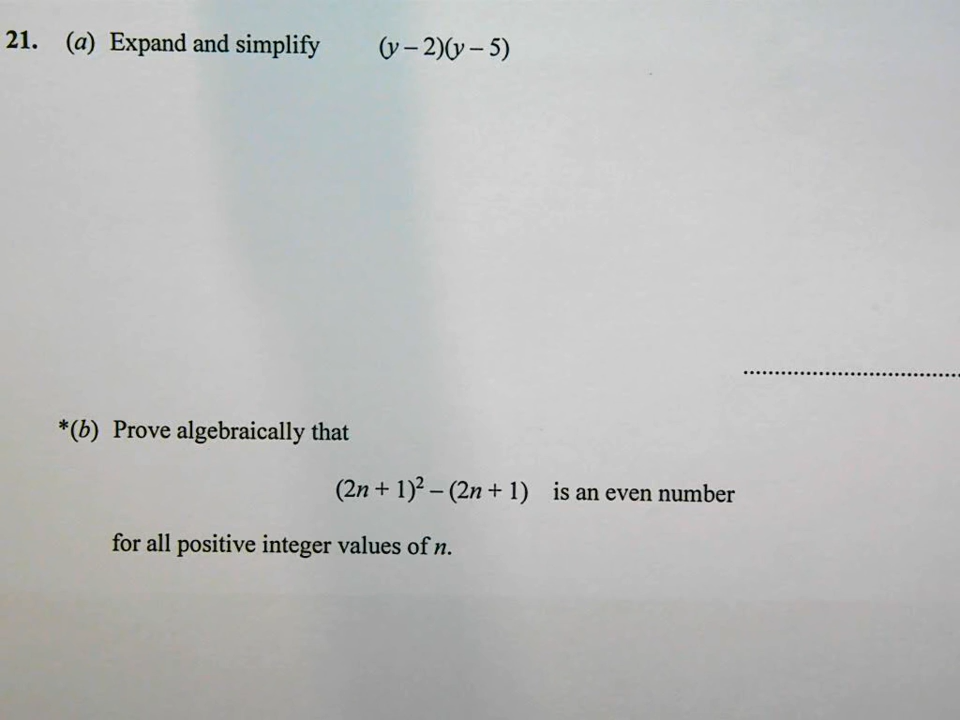 21. (a) Expand and simplify (y – 2)(y – 5)
....................................
*(b) Prove algebraically that
(2n + 1)² – (2n + 1) is an even number
for all positive integer values of n.